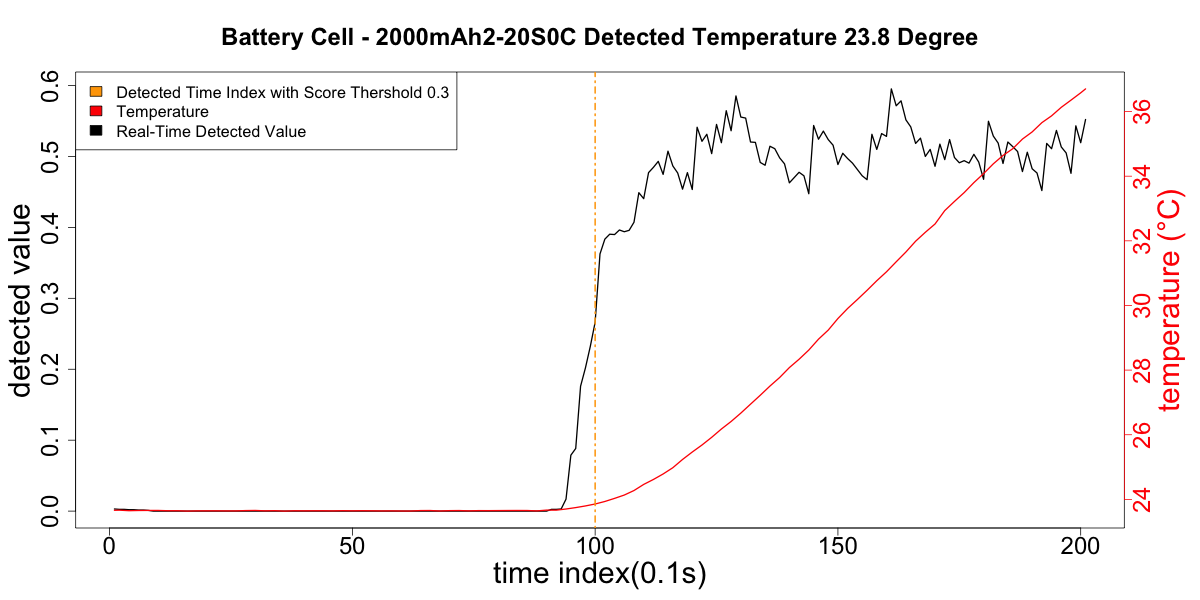 Battery Cell - 2000mAh2-20S0C Detected Temperature 23.8 Degree
Detected Time Index with Score Thershold 0.3
Temperature
Real-Time Detected Value
detected value
0.0 0.1 0.2 0.3 0.4 0.5 0.6
temperature (°C)
24 26 28 30 32 34 36
0 50 100 150 200
time index(0.1s)